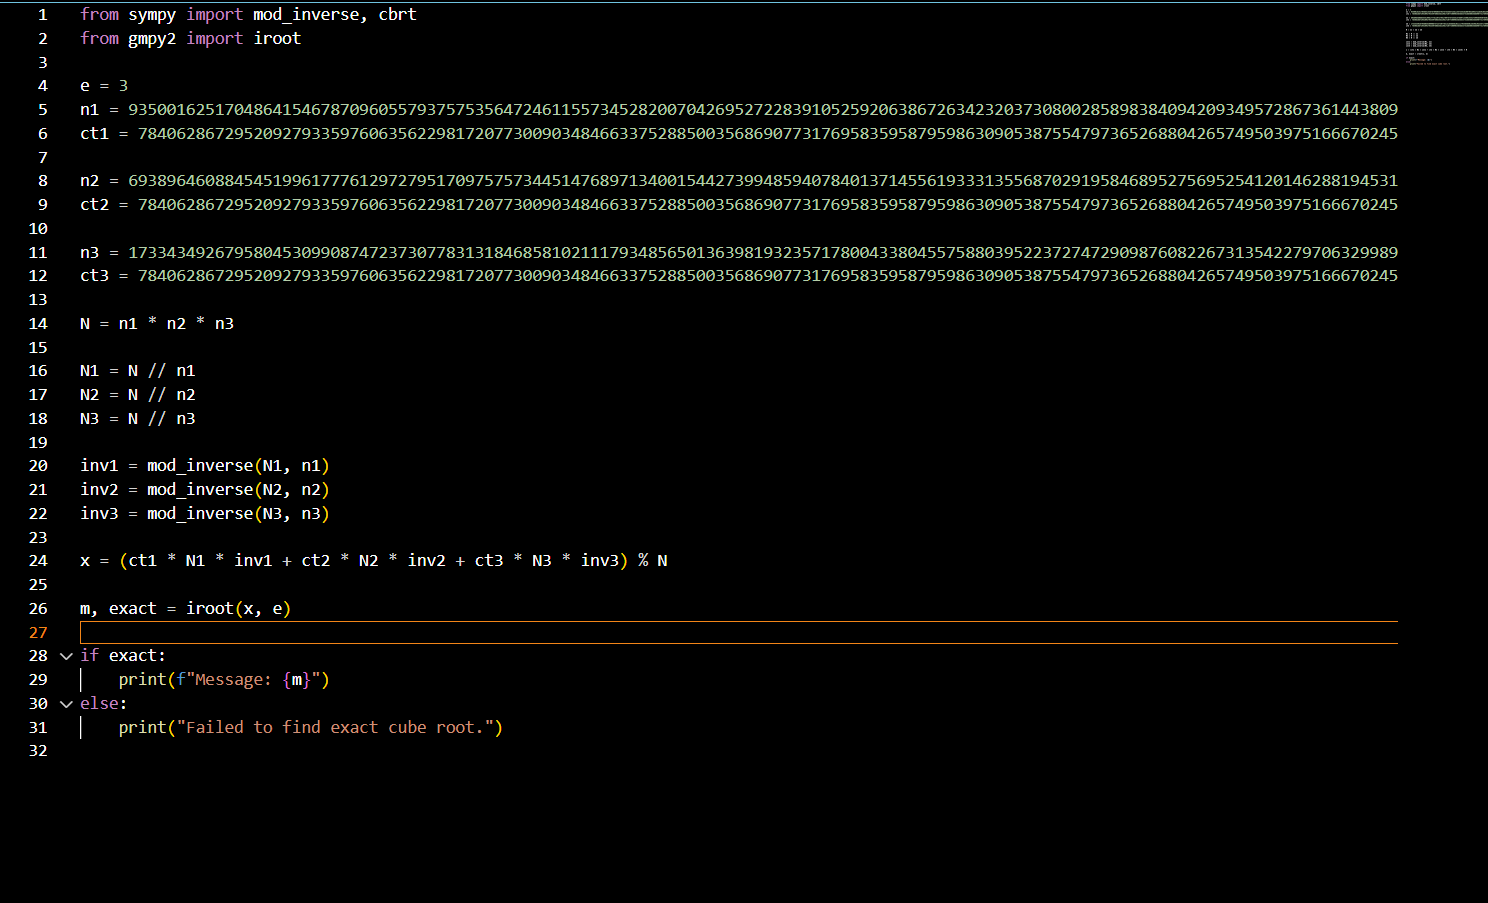 1 from sympy import mod_inverse, cbrt
2 from gmpy2 import iroot
3
4 e = 3
5 n1 = 935001625170486415467870960557937575356472461155734528200704269527228391052592063867263423203730800285898384094209349572867361443809
6 ct1 = 784062867295209279335976063562298172077300903484663375288500356869077317695835958795986309053875547973652688042657495039751666​70245
7
8 n2 = 693896460884545199617776129727951709757573445147689713400154427399485940784013714556193331355687029195846895275695254120146288194531
9 ct2 = 78406286729520927933597606356229817207730090348466337528850035686907731769583595879598630905387554797365268804265749503975166670245
10
11 n3 = 173343492679580453099087472373077831318468581021117934856501363981932357178004338045575880395223727472909876082267313542279706329989
12 ct3 = 78406286729520927933597606356229817207730090348466337528850035686907731769583595879598630905387554797365268804265749503975166670245
13
14 N = n1 * n2 * n3
15
16 N1 = N // n1
17 N2 = N // n2
18 N3 = N // n3
19
20 inv1 = mod_inverse(N1, n1)
21 inv2 = mod_inverse(N2, n2)
22 inv3 = mod_inverse(N3, n3)
23
24 x = (ct1 * N1 * inv1 + ct2 * N2 * inv2 + ct3 * N3 * inv3) % N
25
26 m, exact = iroot(x, e)
27
28 if exact:
29 print(f"Message: {m}")
30 else:
31 print("Failed to find exact cube root.")
32